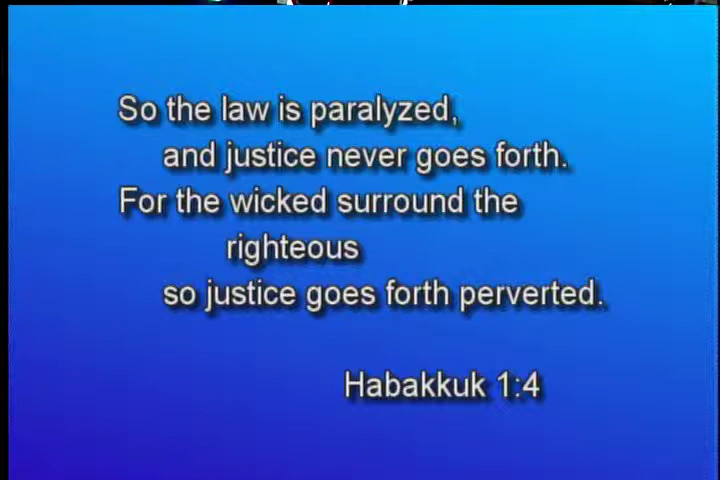 So the law is paralyzed,
and justice never goes forth.
For the wicked surround the
righteous
so justice goes forth perverted.
Habakkuk 1:4